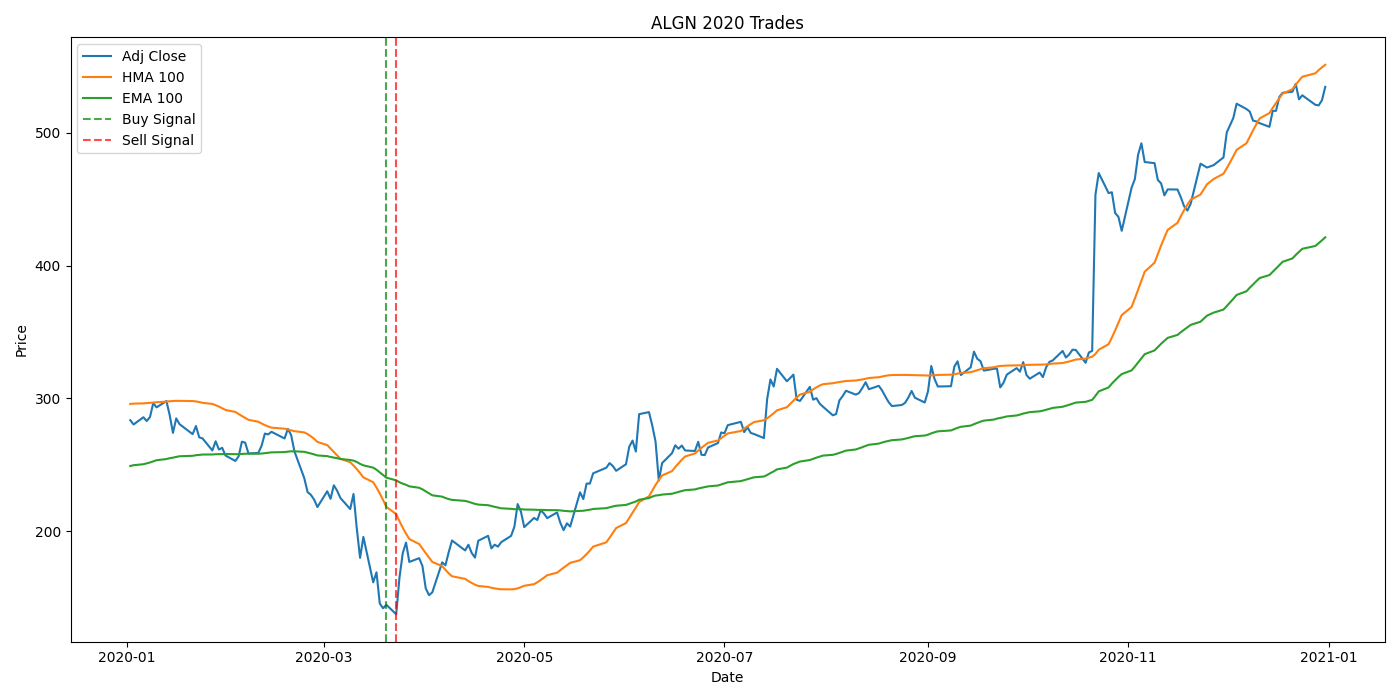 ALGN 2020 Trades
Adj Close
HMA 100
EMA 100
Buy Signal
Sell Signal
Price
500
400
300
200
2020-01
2020-03
2020-05
2020-07
2020-09
2020-11
2021-01
Date